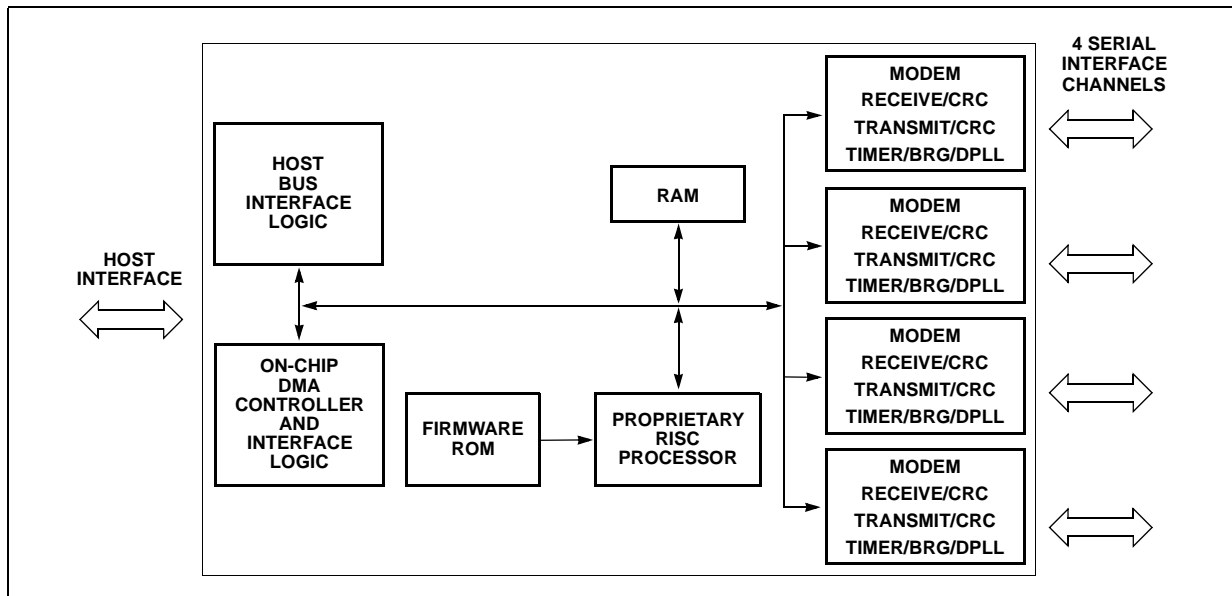 HOST
INTERFACE
HOST
BUS
INTERFACE
LOGIC
ON-CHIP
DMA
CONTROLLER
AND
INTERFACE
LOGIC
FIRMWARE
ROM
RAM
PROPRIETARY
RISC
PROCESSOR
MODEM
RECEIVE/CRC
TRANSMIT/CRC
TIMER/BRG/DPLL
MODEM
RECEIVE/CRC
TRANSMIT/CRC
TIMER/BRG/DPLL
MODEM
RECEIVE/CRC
TRANSMIT/CRC
TIMER/BRG/DPLL
MODEM
RECEIVE/CRC
TRANSMIT/CRC
TIMER/BRG/DPLL
4 SERIAL
INTERFACE
CHANNELS